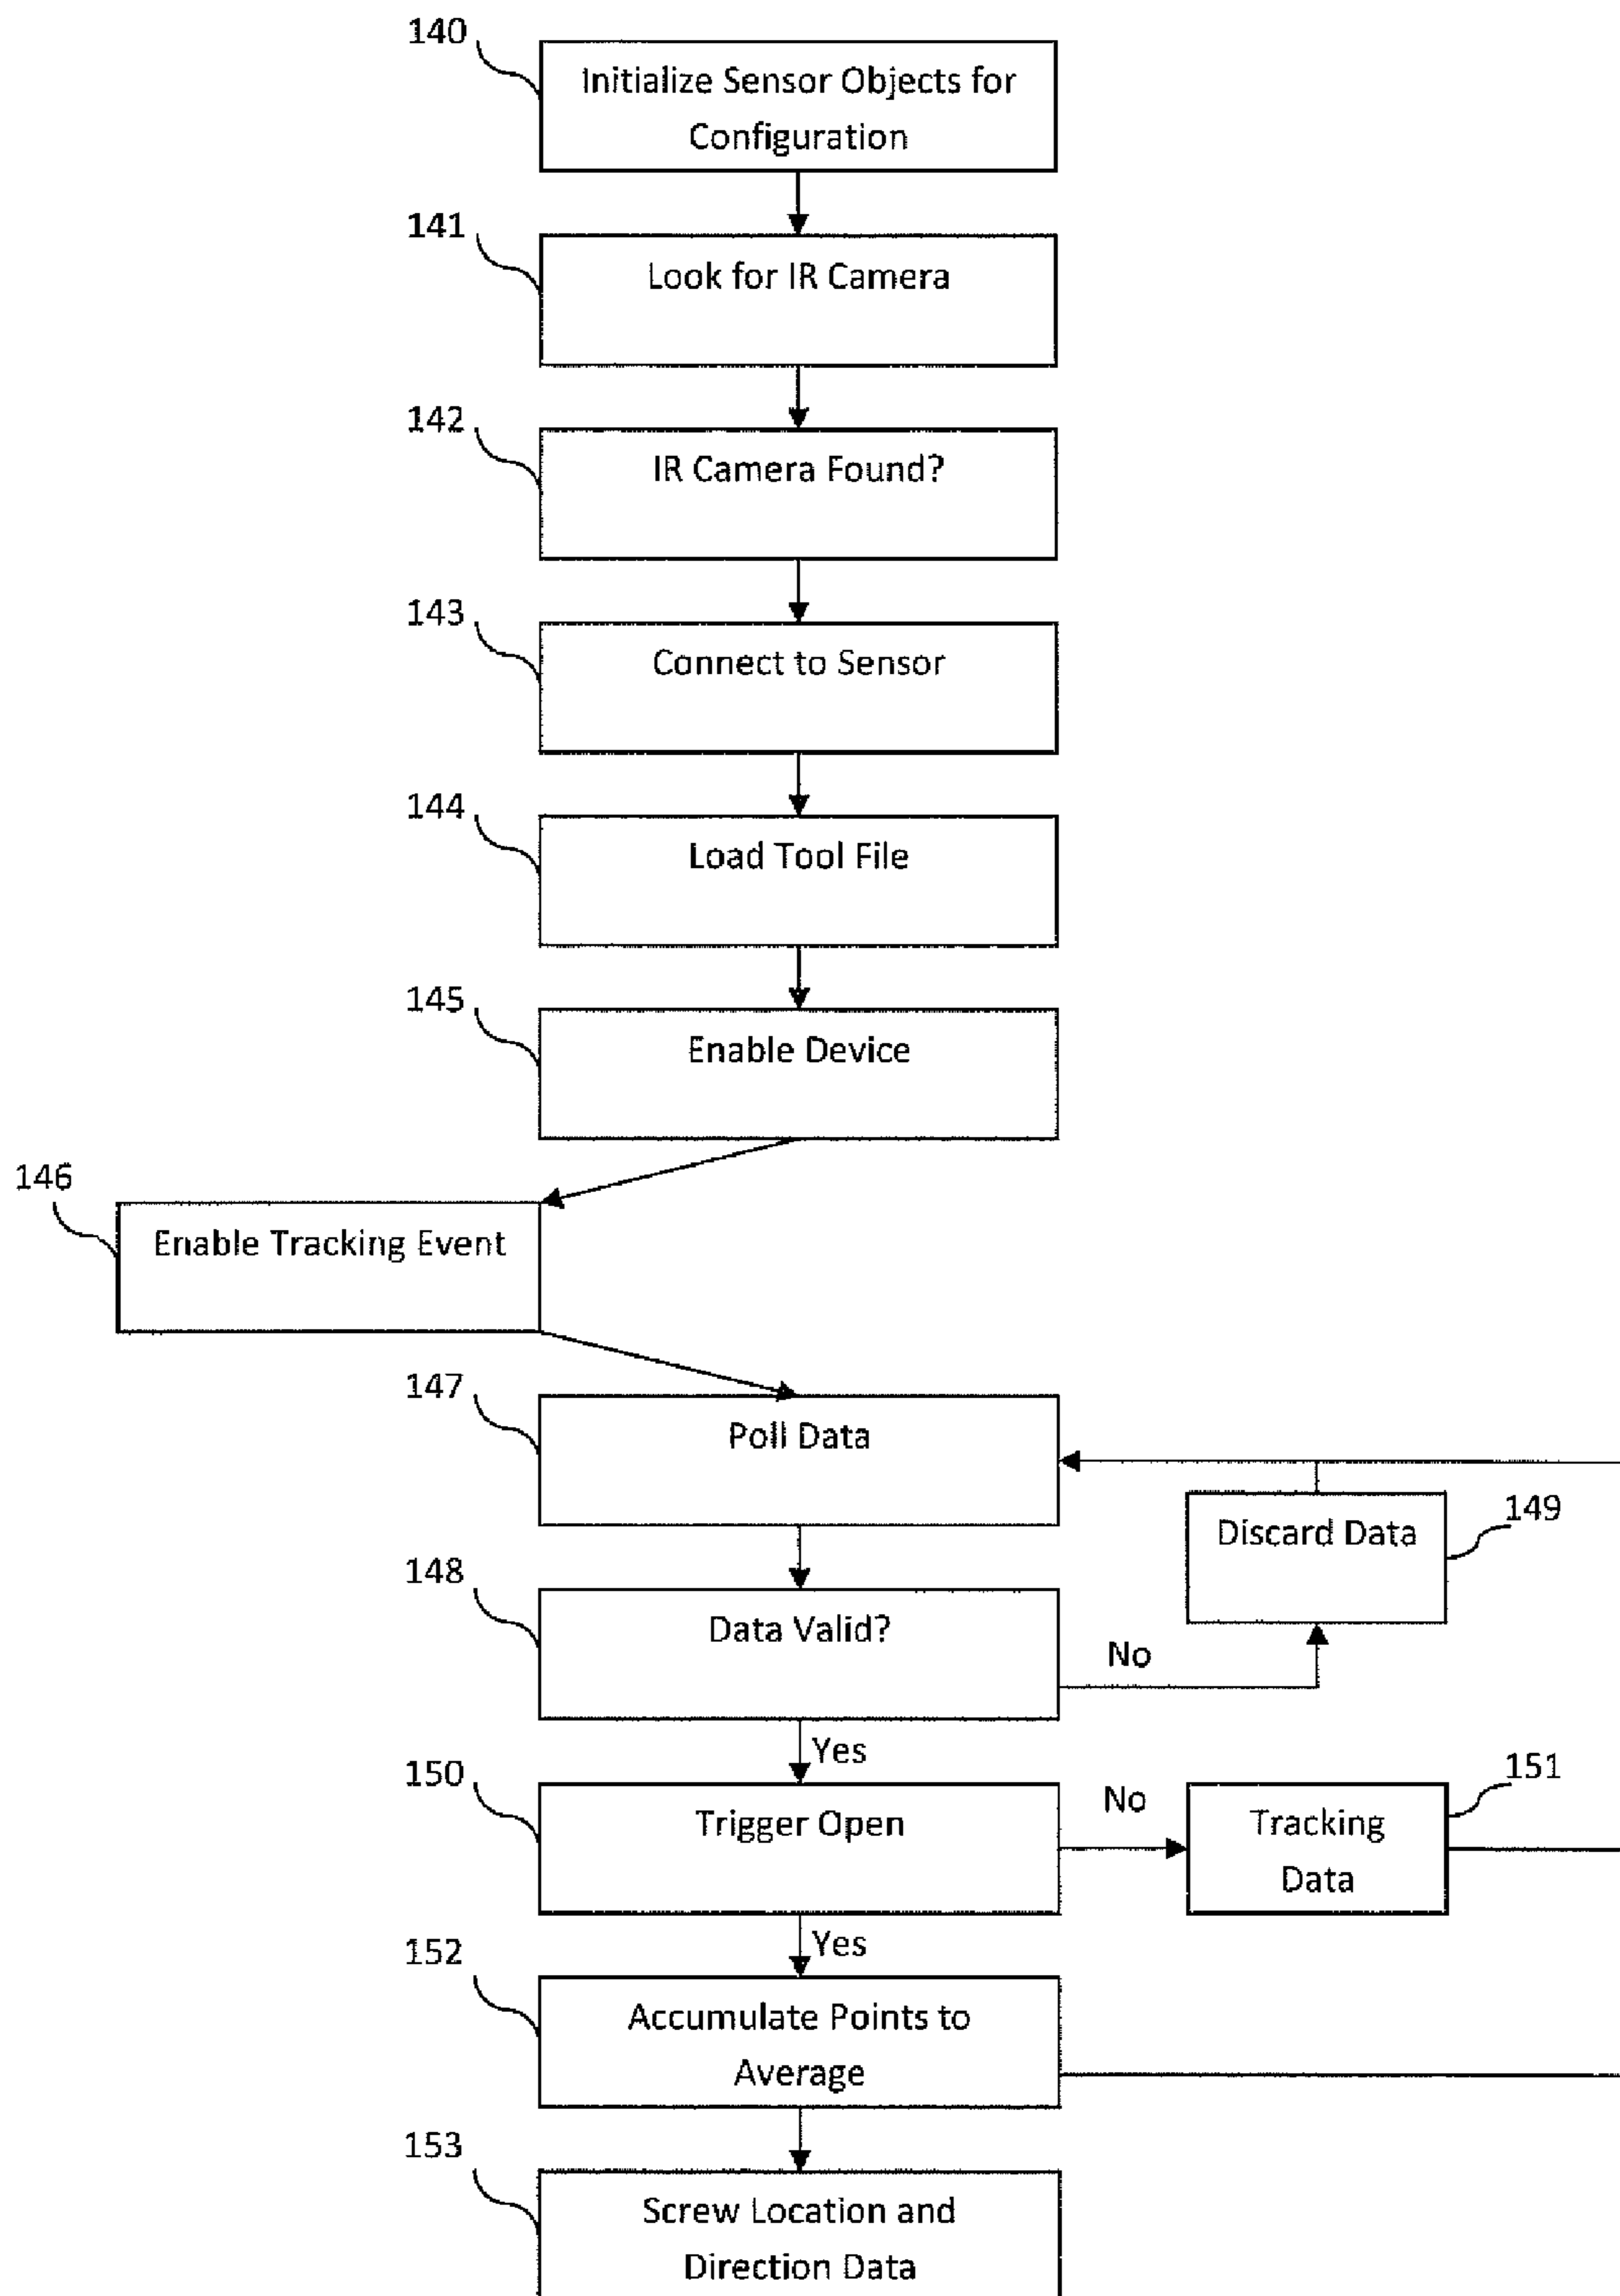 140
Initialize Sensor Objects for
Configuration
141
Look for IR Camera
142
IR Camera Found?
143
Connect to Sensor
144
Load Tool File
145
Enable Device
146
Enable Tracking Event
147
Poll Data
149
Discard Data
148
Data Valid?
No
Yes
150
Trigger Open
No
151
Tracking
Data
Yes
152
Accumulate Points to
Average
153
Screw Location and
Direction Data